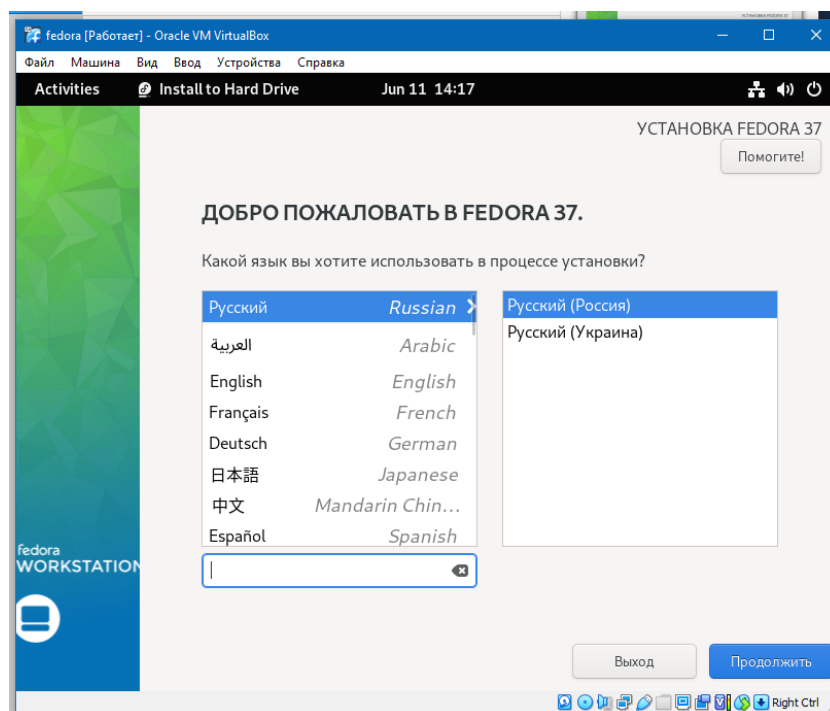 fedora [Работает] - Oracle VM VirtualBox
Файл Машина Вид Ввод Устройства Справка
Activities Install to Hard Drive Jun 11 14:17
УСТАНОВКА FEDORA 37
Помогите!
ДОБРО ПОЖАЛОВАТЬ В FEDORA 37.
Какой язык вы хотите использовать в процессе установки?
Русский Russian
العربية Arabic
English English
Français French
Deutsch German
日本語 Japanese
中文 Mandarin Chin...
Español Spanish
Русский (Россия)
Русский (Украина)
fedora
WORKSTATION
Выход Продолжить
Right Ctrl